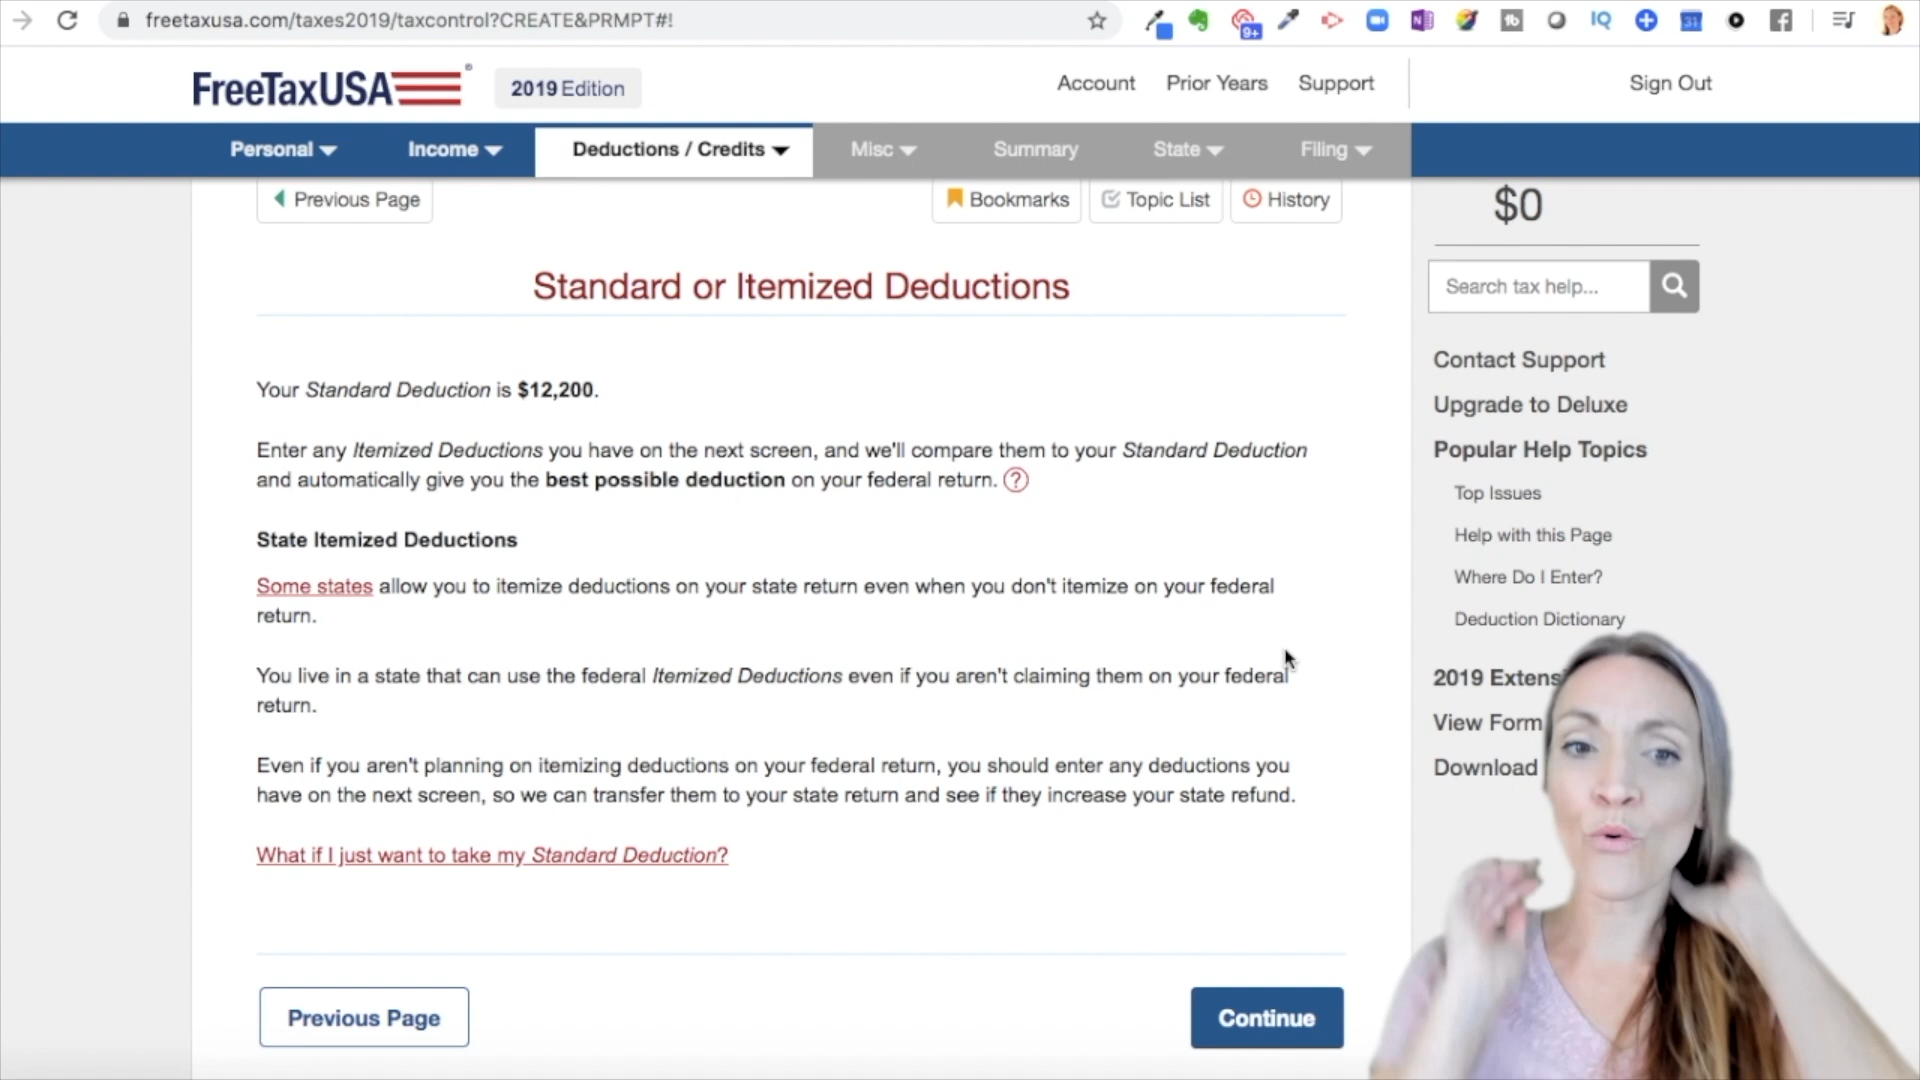 freetaxusa.com/taxes2019/taxcontrol?CREATE&PRMPT#!
9+
31
FreeTaxUSA®
2019 Edition
Account
Prior Years
Support
Sign Out
Personal
Income
Deductions / Credits
Misc
Summary
State
Filing
Previous Page
Bookmarks
Topic List
History
$0
Standard or Itemized Deductions
Search tax help...
Your Standard Deduction is $12,200.
Enter any Itemized Deductions you have on the next screen, and we'll compare them to your Standard Deduction
and automatically give you the best possible deduction on your federal return. ?
State Itemized Deductions
Some states allow you to itemize deductions on your state return even when you don't itemize on your federal
return.
You live in a state that can use the federal Itemized Deductions even if you aren't claiming them on your federal
return.
Even if you aren't planning on itemizing deductions on your federal return, you should enter any deductions you
have on the next screen, so we can transfer them to your state return and see if they increase your state refund.
What if I just want to take my Standard Deduction?
Previous Page
Continue
Contact Support
Upgrade to Deluxe
Popular Help Topics
Top Issues
Help with this Page
Where Do I Enter?
Deduction Dictionary
2019 Extens
View Form
Download